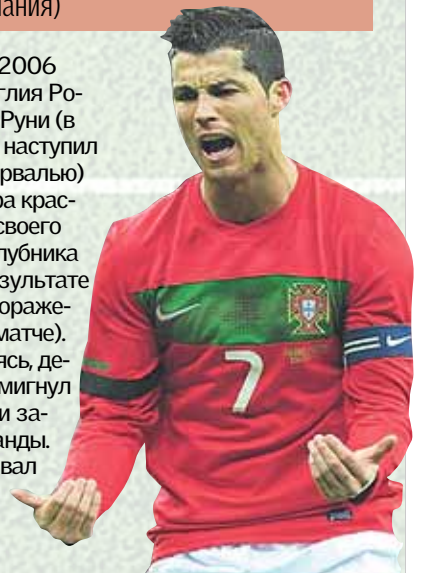 ания)
2006
глия Ро-
Руни (в
наступил
рвалью)
ра крас-
своего
лубника
зультате
ораже-
матче).
ясь, де-
мигнул
и за-
анды.
вал
7